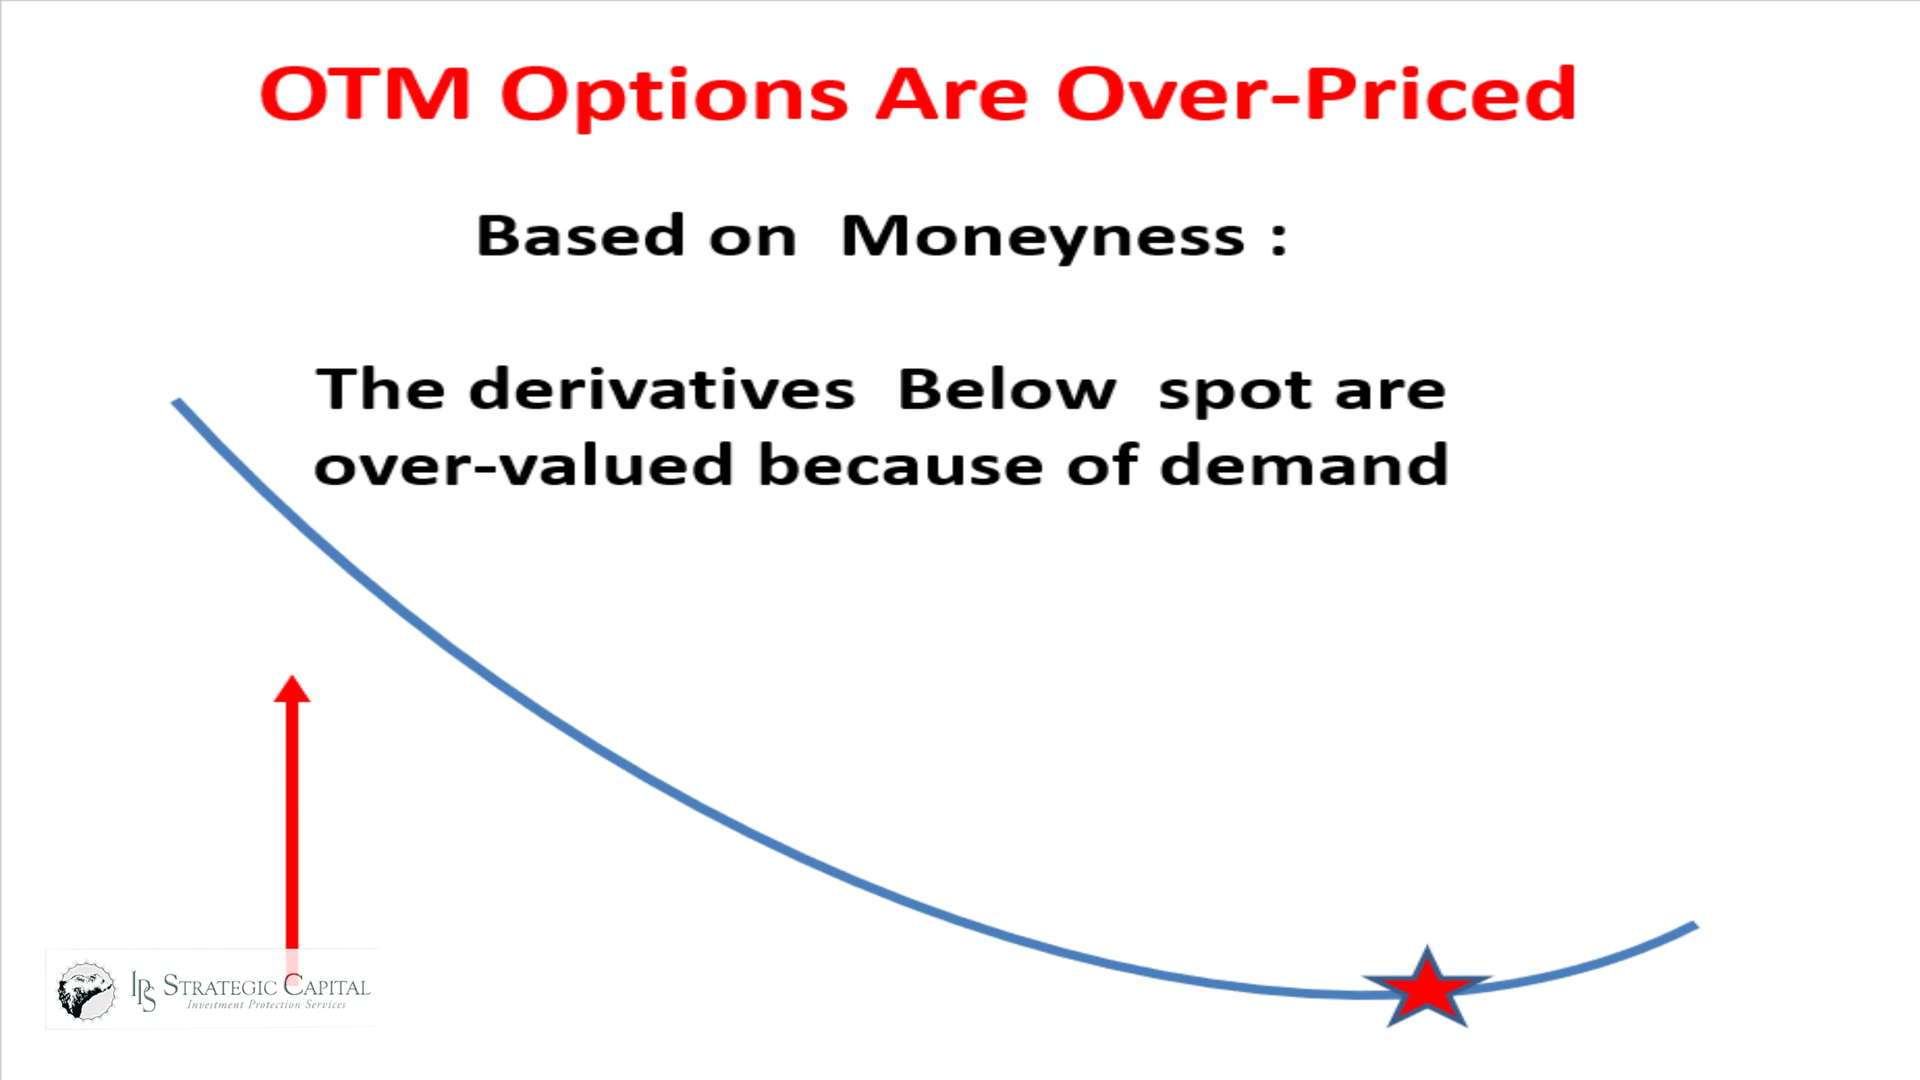 OTM Options Are Over-Priced
Based on Moneyness :
The derivatives Below spot are
over-valued because of demand
IPS STRATEGIC CAPITAL
Investment Protection Services